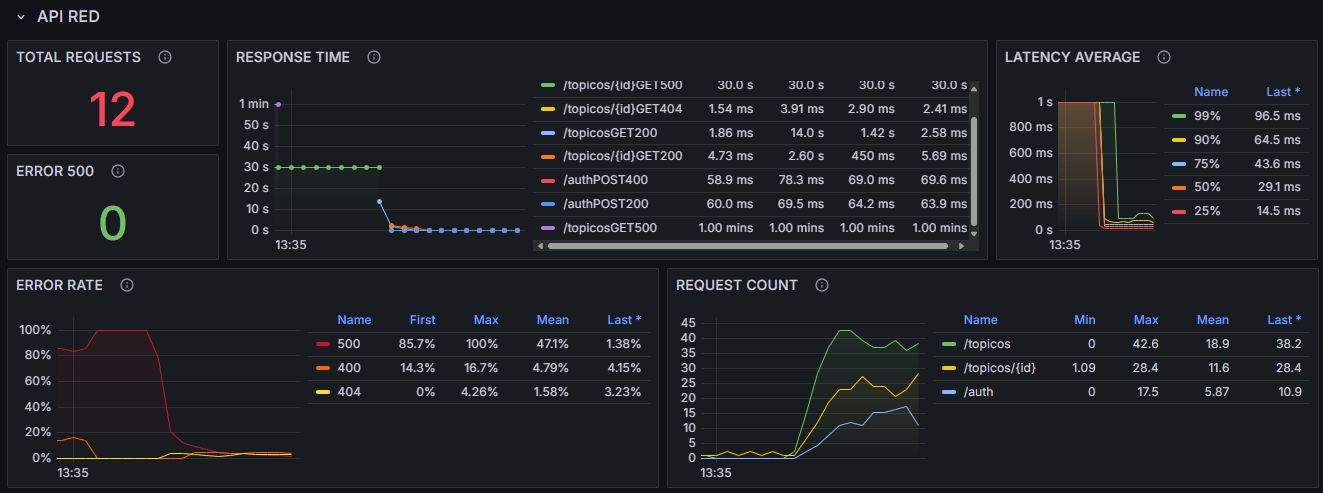 API RED
TOTAL REQUESTS
12
ERROR 500
0
RESPONSE TIME
1 min
50 s
40 s
30 s
20 s
10 s
0 s
13:35
/topicos/{id}GET500 30.0 s 30.0 s 30.0 s 30.0 s
/topicos/{id}GET404 1.54 ms 3.91 ms 2.90 ms 2.41 ms
/topicosGET200 1.86 ms 14.0 s 1.42 s 2.58 ms
/topicos/{id}GET200 4.73 ms 2.60 s 450 ms 5.69 ms
/authPOST400 58.9 ms 78.3 ms 69.0 ms 69.6 ms
/authPOST200 60.0 ms 69.5 ms 64.2 ms 63.9 ms
/topicosGET500 1.00 mins 1.00 mins 1.00 mins 1.00 mins
LATENCY AVERAGE
1 s
800 ms
600 ms
400 ms
200 ms
0 s
13:35
Name Last *
99% 96.5 ms
90% 64.5 ms
75% 43.6 ms
50% 29.1 ms
25% 14.5 ms
ERROR RATE
100%
80%
60%
40%
20%
0%
13:35
Name First Max Mean Last *
500 85.7% 100% 47.1% 1.38%
400 14.3% 16.7% 4.79% 4.15%
404 0% 4.26% 1.58% 3.23%
REQUEST COUNT
45
40
35
30
25
20
15
10
5
0
13:35
Name Min Max Mean Last *
/topicos 0 42.6 18.9 38.2
/topicos/{id} 1.09 28.4 11.6 28.4
/auth 0 17.5 5.87 10.9